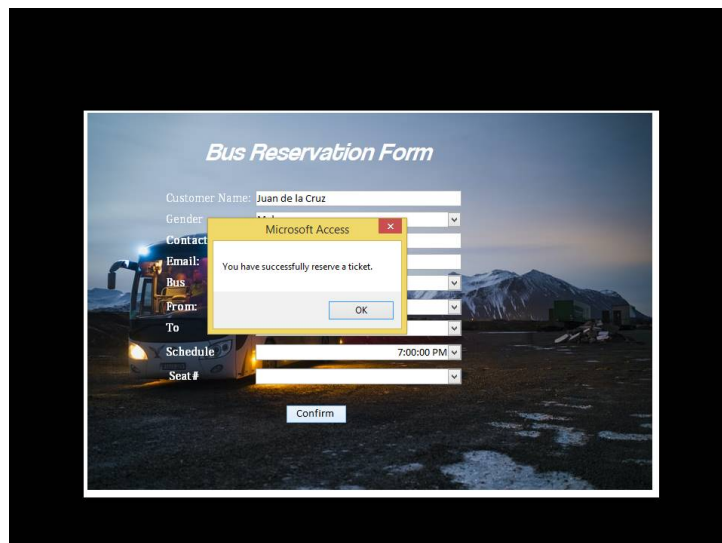 Bus Reservation Form
Customer Name: Juan de la Cruz
Gender
Microsoft Access
Contact
Email:
You have successfully reserve a ticket.
Bus
OK
From:
To
Schedule 7:00:00 PM
Seat#
Confirm